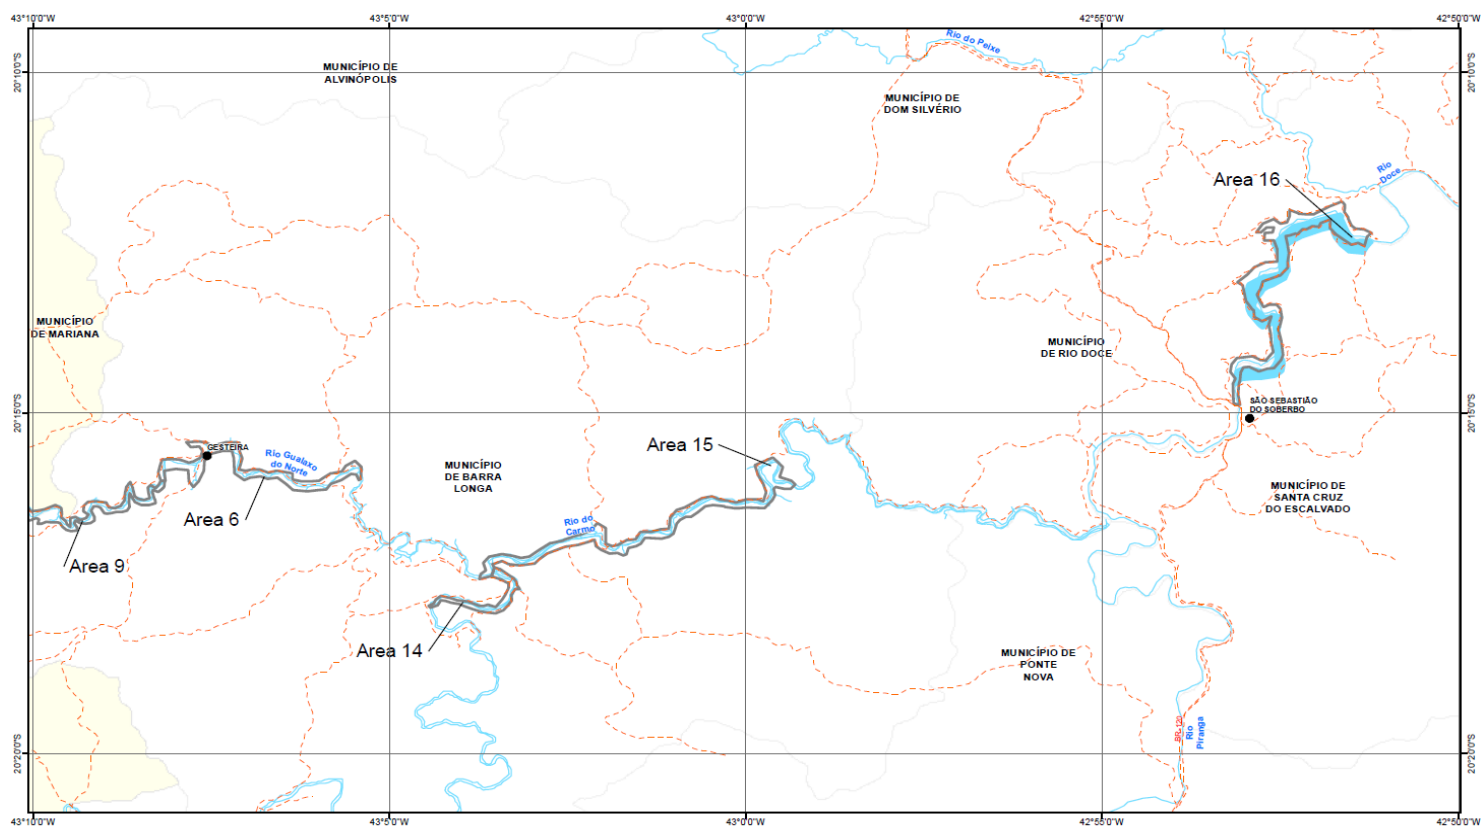 43°10'0"W
43°5'0"W
43°0'0"W
42°55'0"W
42°50'0"W
Rio do Peixe
20°10'0"S
20°10'0"S
MUNICÍPIO DE
ALVINÓPOLIS
MUNICÍPIO DE
DOM SILVÉRIO
Rio
Doce
Area 16
MUNICÍPIO
DE MARIANA
MUNICÍPIO
DE RIO DOCE
SÃO SEBASTIÃO
DO SOBERBO
20°15'0"S
20°15'0"S
GESTEIRA
Rio Gualaxo
do Norte
MUNICÍPIO
DE BARRA
LONGA
Area 15
MUNICÍPIO DE
SANTA CRUZ
DO ESCALVADO
Area 6
Rio do
Carmo
Area 9
Area 14
MUNICÍPIO DE
PONTE
NOVA
BR-120
Rio
Piranga
20°20'0"S
20°20'0"S
43°10'0"W
43°5'0"W
43°0'0"W
42°55'0"W
42°50'0"W